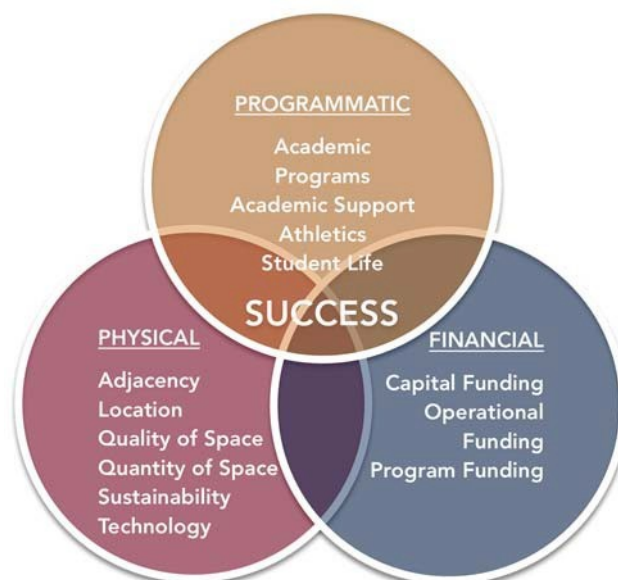 PROGRAMMATIC
Academic
Programs
Academic Support
Athletics
Student Life
SUCCESS
PHYSICAL
Adjacency
Location
Quality of Space
Quantity of Space
Sustainability
Technology
FINANCIAL
Capital Funding
Operational
Funding
Program Funding